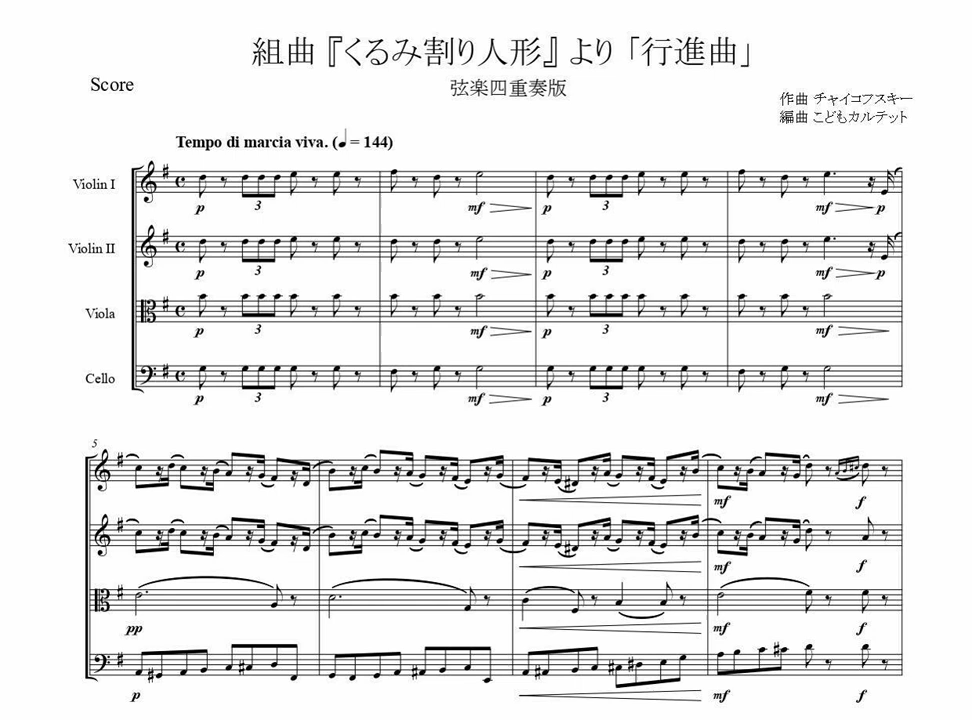 組曲『くるみ割り人形』より「行進曲」
Score
弦楽四重奏版
作曲 チャイコフスキー
編曲 こどもカルテット
Tempo di marcia viva. (♩ = 144)
Violin I
p 3 mf p 3 mf p
Violin II
p 3 mf p 3 mf p
Viola
p 3 mf p 3 mf
Cello
p 3 mf p 3 mf
5
mf f
mf f
pp mf f
p mf f